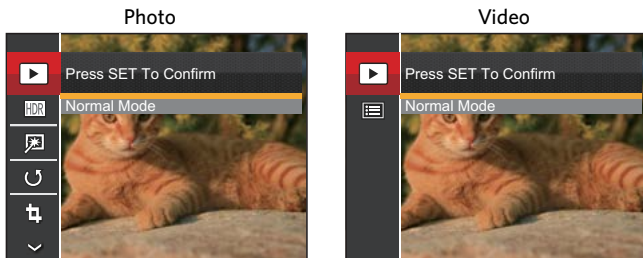 Photo
Video
Press SET To Confirm
HDR
Normal Mode
Press SET To Confirm
Normal Mode